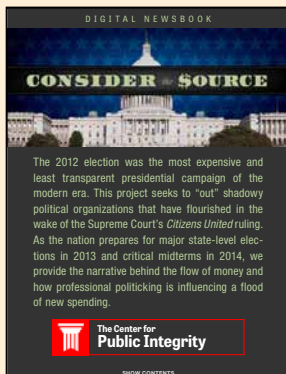 DIGITAL NEWSBOOK
CONSIDER the $OURCE
The 2012 election was the most expensive and
least transparent presidential campaign of the
modern era. This project seeks to “out” shadowy
political organizations that have flourished in the
wake of the Supreme Court’s Citizens United ruling.
As the nation prepares for major state-level elec-
tions in 2013 and critical midterms in 2014, we
provide the narrative behind the flow of money and
how professional politicking is influencing a flood
of new spending.
The Center for
Public Integrity
SHOW CONTENTS